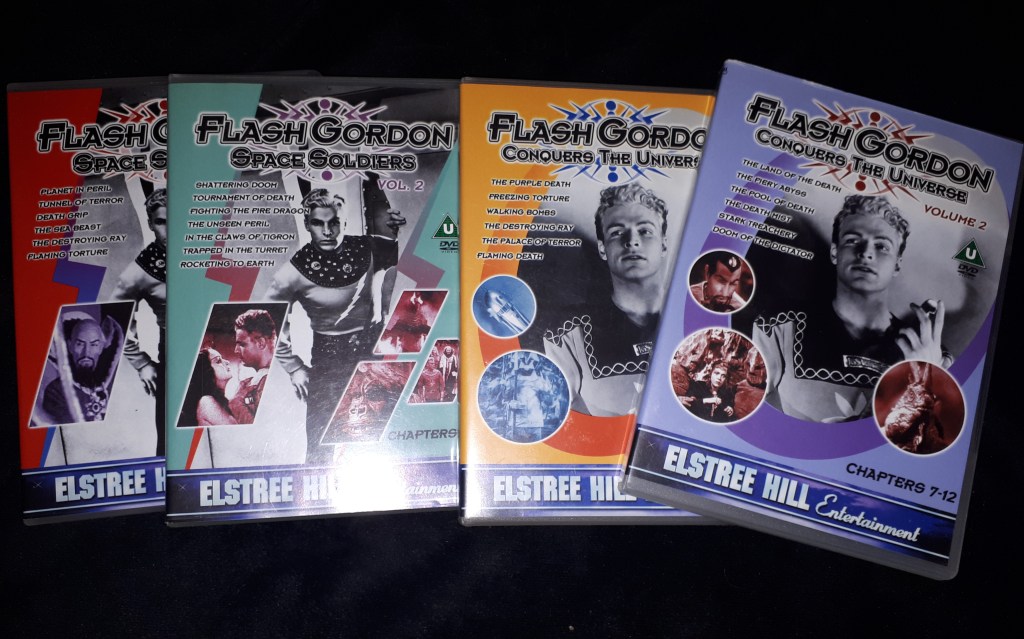 FLASH G
SPACE S
PLANET IN PERIL
TUNNEL OF TERROR
DEATH GRIP
THE SEA BEAST
THE DESTROYING RAY
FLAMING TORTURE
ELSTREE H
FLASH GORDON
SPACE SOLDIERS
VOL. 2
SHATTERING DOOM
TOURNAMENT OF DEATH
FIGHTING THE FIRE DRAGON
THE UNSEEN PERIL
IN THE CLAWS OF TIGRON
TRAPPED IN THE TURRET
ROCKETING TO EARTH
U
DVD
CHAPTERS
ELSTREE HILL Entertainment
FLASH GORDO
CONQUERS THE UNIVERS
THE PURPLE DEATH
FREEZING TORTURE
WALKING BOMBS
THE DESTROYING RAY
THE PALACE OF TERROR
FLAMING DEATH
ELSTREE HIL
FLASH GORDON
CONQUERS THE UNIVERSE
VOLUME 2
THE LAND OF THE DEATH
THE FIERY ABYSS
THE POOL OF DEATH
THE DEATH MIST
STARK TREACHERY
DOOM OF THE DICTATOR
U
DVD
CHAPTERS 7-12
ELSTREE HILL Entertainment